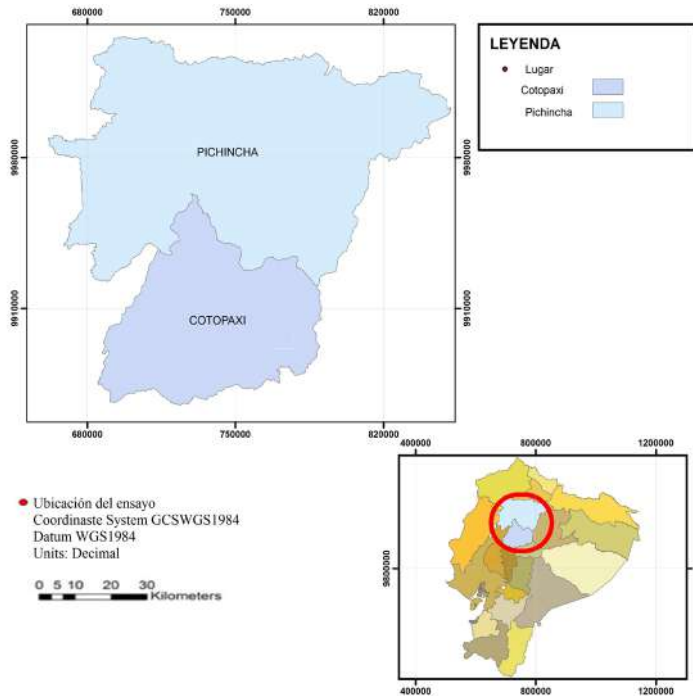 680000 750000 820000
LEYENDA
Lugar
Cotopaxi
Pichincha
PICHINCHA
9980000 9980000
9910000 9910000
COTOPAXI
680000 750000 820000
400000 800000 1200000
Ubicación del ensayo
Coordinaste System GCSWGS1984
Datum WGS1984
Units: Decimal
9800000 9800000
0 5 10 20 30
Kilometers
400000 800000 1200000